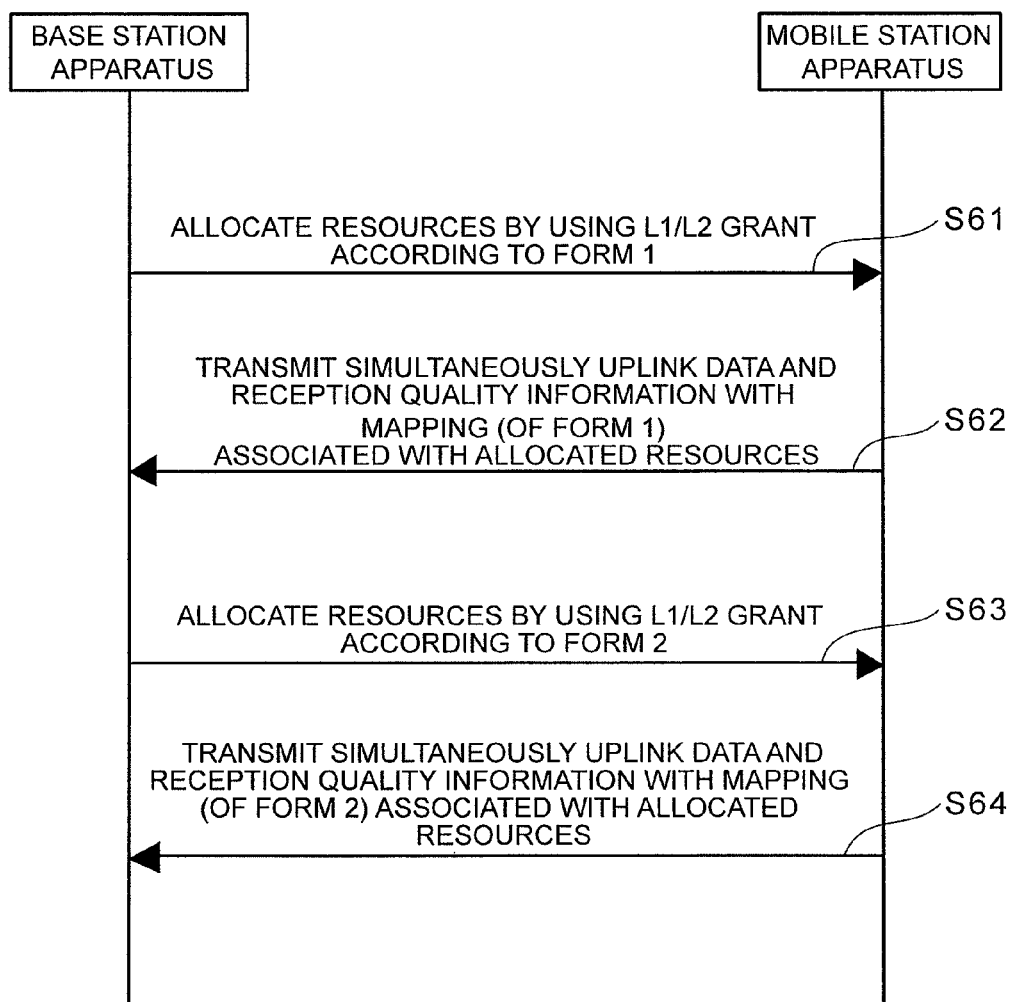 BASE STATION
APPARATUS
MOBILE STATION
APPARATUS
ALLOCATE RESOURCES BY USING L1/L2 GRANT
ACCORDING TO FORM 1
S61
TRANSMIT SIMULTANEOUSLY UPLINK DATA AND
RECEPTION QUALITY INFORMATION WITH
MAPPING (OF FORM 1)
ASSOCIATED WITH ALLOCATED RESOURCES
S62
ALLOCATE RESOURCES BY USING L1/L2 GRANT
ACCORDING TO FORM 2
S63
TRANSMIT SIMULTANEOUSLY UPLINK DATA AND
RECEPTION QUALITY INFORMATION WITH MAPPING
(OF FORM 2) ASSOCIATED WITH ALLOCATED
RESOURCES
S64